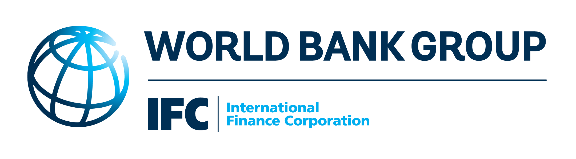 WORLD BANK GROUP
IFC
International
Finance Corporation